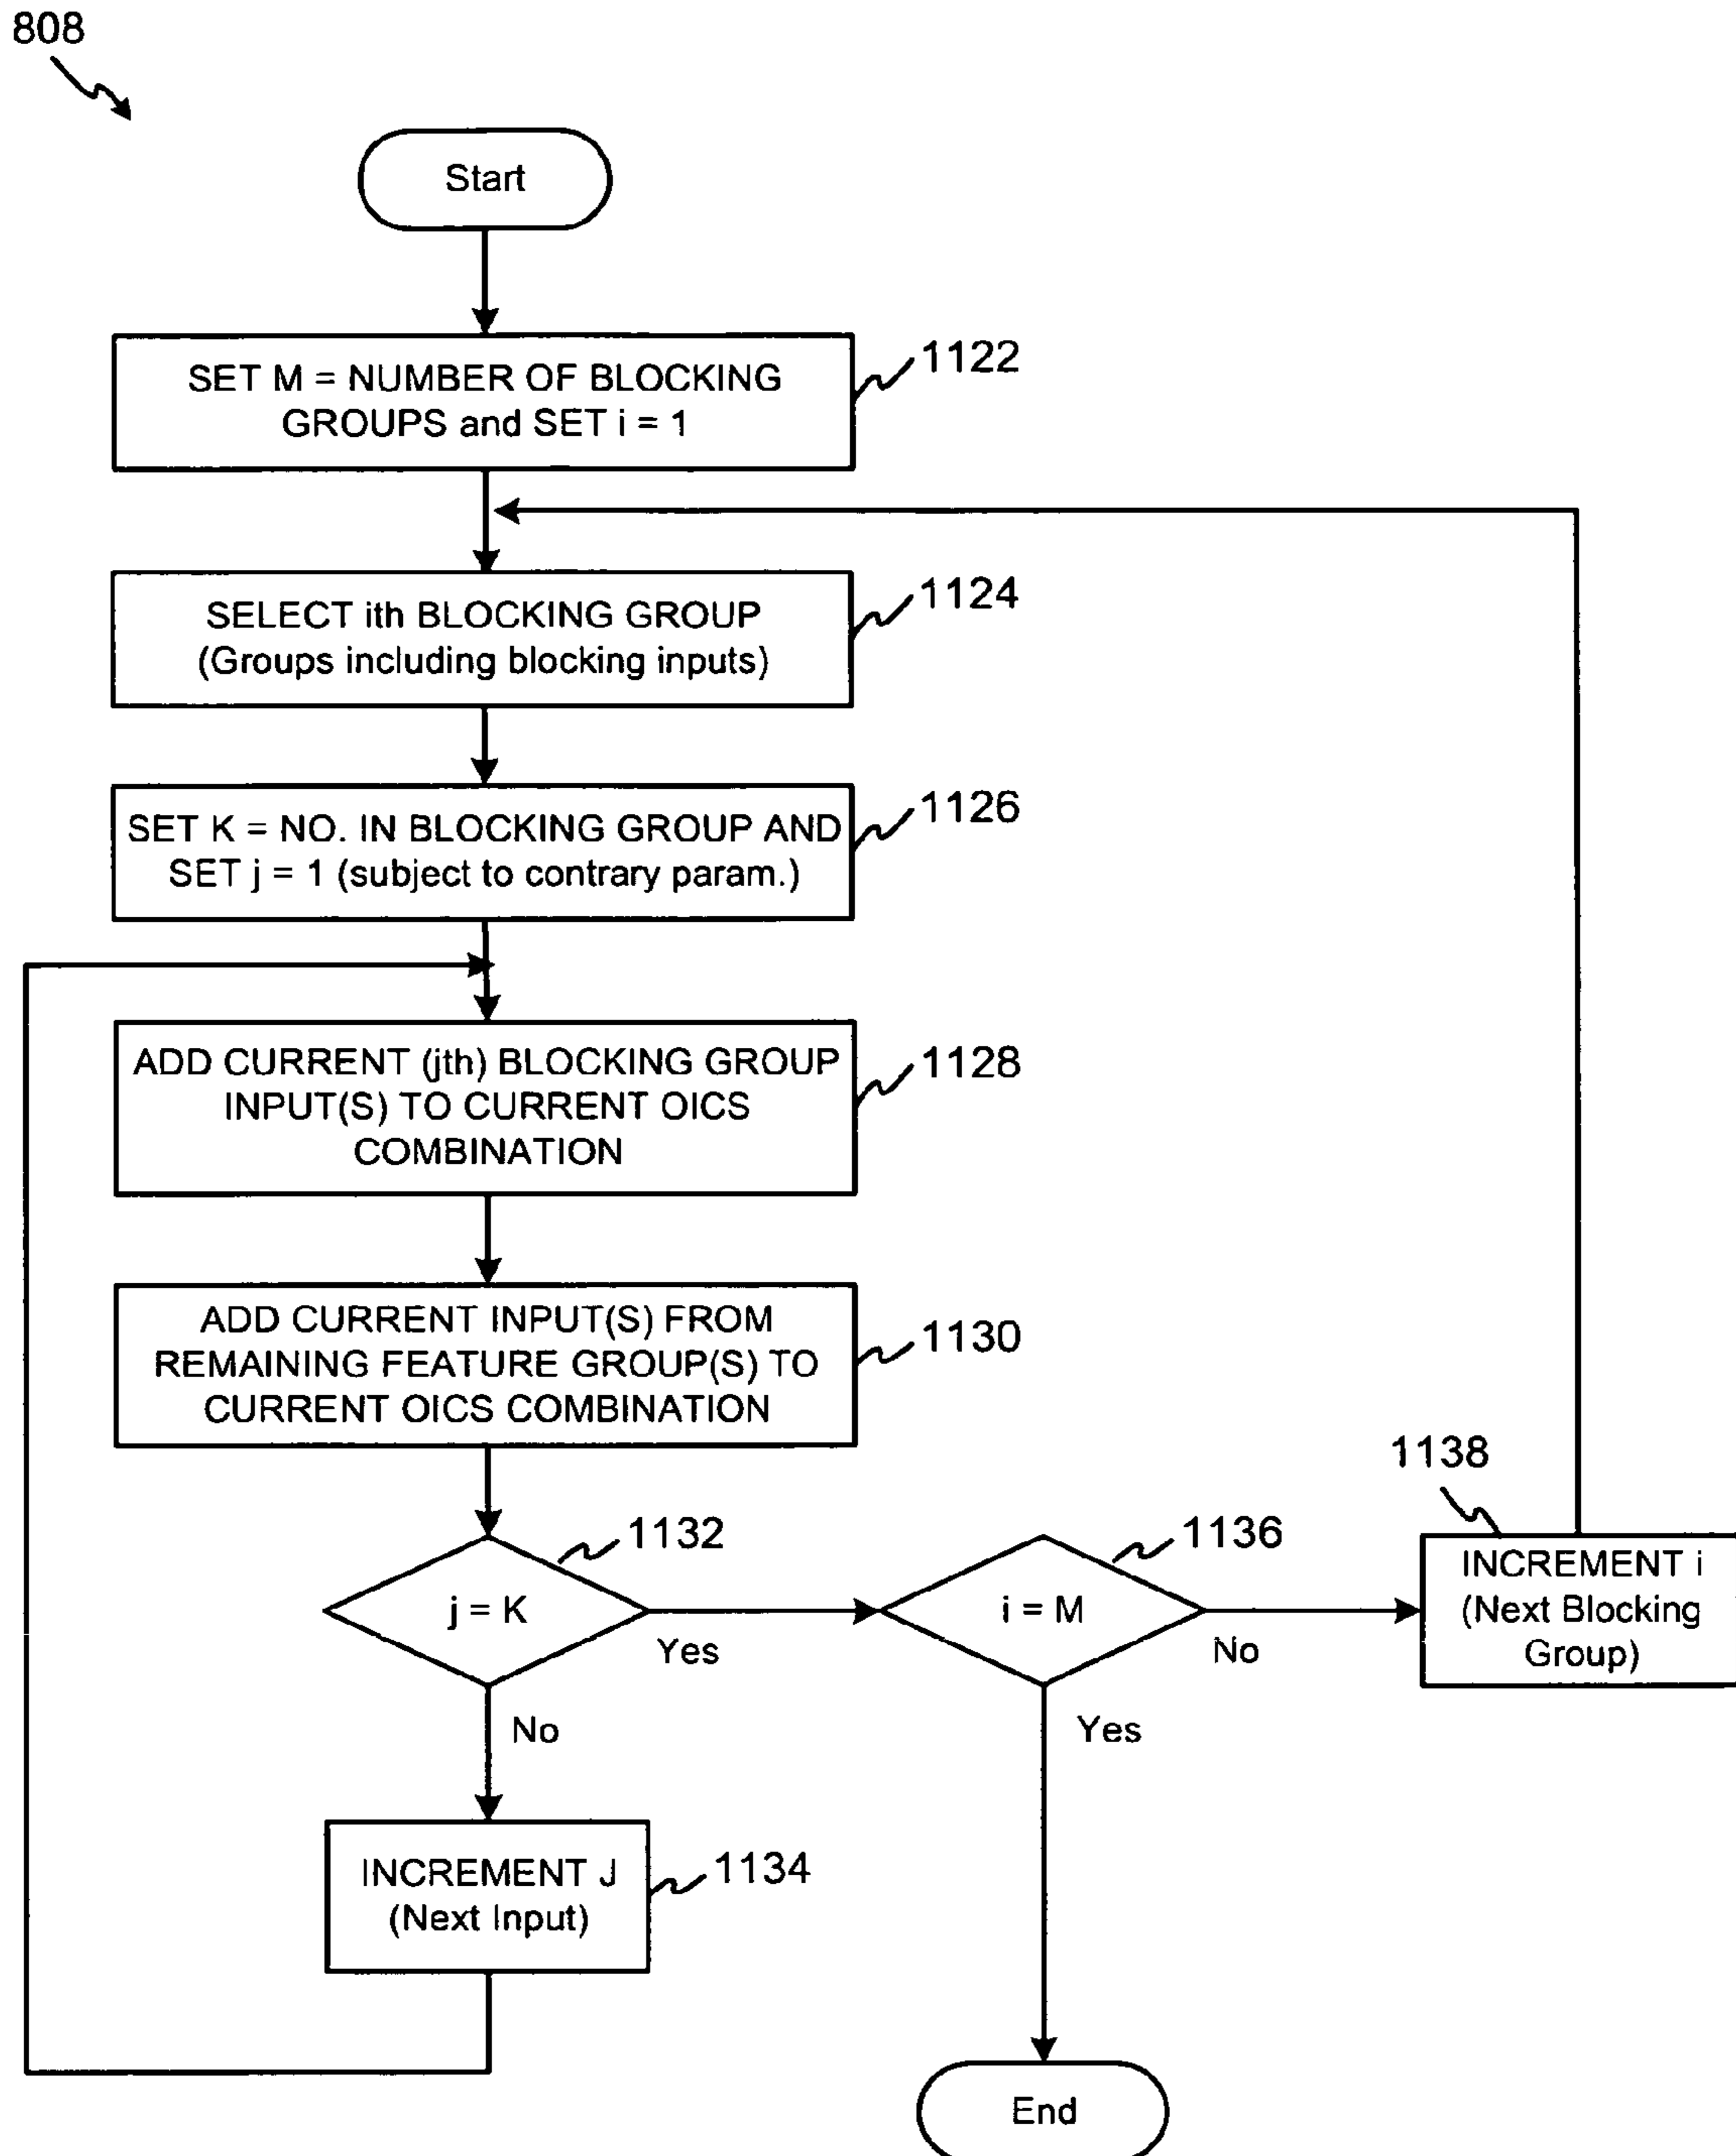 808
Start
SET M = NUMBER OF BLOCKING
GROUPS and SET i = 1
1122
SELECT ith BLOCKING GROUP
(Groups including blocking inputs)
1124
SET K = NO. IN BLOCKING GROUP AND
SET j = 1 (subject to contrary param.)
1126
ADD CURRENT (jth) BLOCKING GROUP
INPUT(S) TO CURRENT OICS
COMBINATION
1128
ADD CURRENT INPUT(S) FROM
REMAINING FEATURE GROUP(S) TO
CURRENT OICS COMBINATION
1130
j = K
1132
Yes
No
i = M
1136
No
Yes
1138
INCREMENT i
(Next Blocking
Group)
INCREMENT J
(Next Input)
1134
End